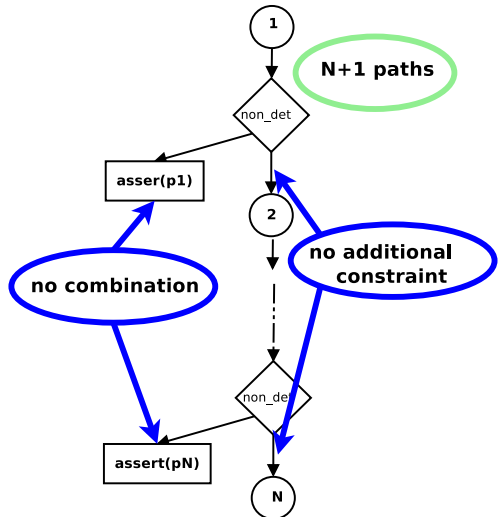 1
N+1 paths
non_det
asser(p1)
2
no additional
constraint
no combination
non_det
assert(pN)
N